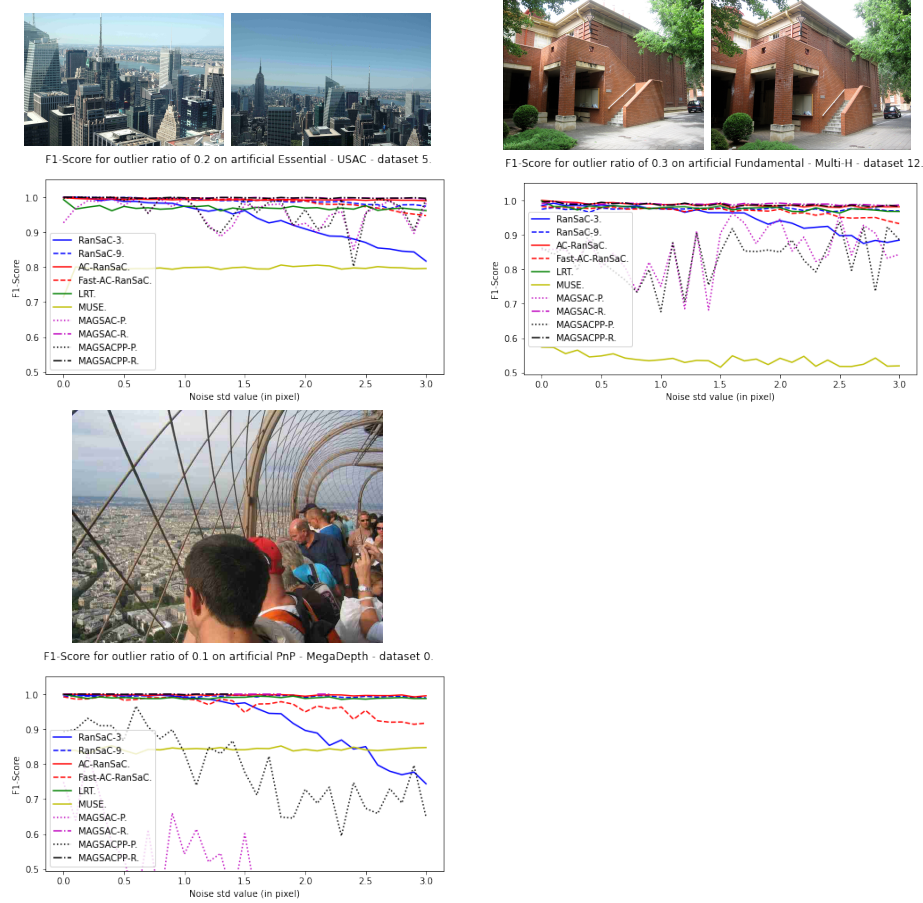 F1-Score for outlier ratio of 0.2 on artificial Essential - USAC - dataset 5.
F1-Score
1.0
0.9
0.8
0.7
0.6
0.5
RanSaC-3.
RanSaC-9.
AC-RanSaC.
Fast-AC-RanSaC.
LRT.
MUSE.
MAGSAC-P.
MAGSAC-R.
MAGSACPP-P.
MAGSACPP-R.
0.0 0.5 1.0 1.5 2.0 2.5 3.0
Noise std value (in pixel)
F1-Score for outlier ratio of 0.3 on artificial Fundamental - Multi-H - dataset 12.
F1-Score
1.0
0.9
0.8
0.7
0.6
0.5
RanSaC-3.
RanSaC-9.
AC-RanSaC.
Fast-AC-RanSaC.
LRT.
MUSE.
MAGSAC-P.
MAGSAC-R.
MAGSACPP-P.
MAGSACPP-R.
0.0 0.5 1.0 1.5 2.0 2.5 3.0
Noise std value (in pixel)
F1-Score for outlier ratio of 0.1 on artificial PnP - MegaDepth - dataset 0.
F1-Score
1.0
0.9
0.8
0.7
0.6
0.5
RanSaC-3.
RanSaC-9.
AC-RanSaC.
Fast-AC-RanSaC.
LRT.
MUSE.
MAGSAC-P.
MAGSAC-R.
MAGSACPP-P.
MAGSACPP-R.
0.0 0.5 1.0 1.5 2.0 2.5 3.0
Noise std value (in pixel)